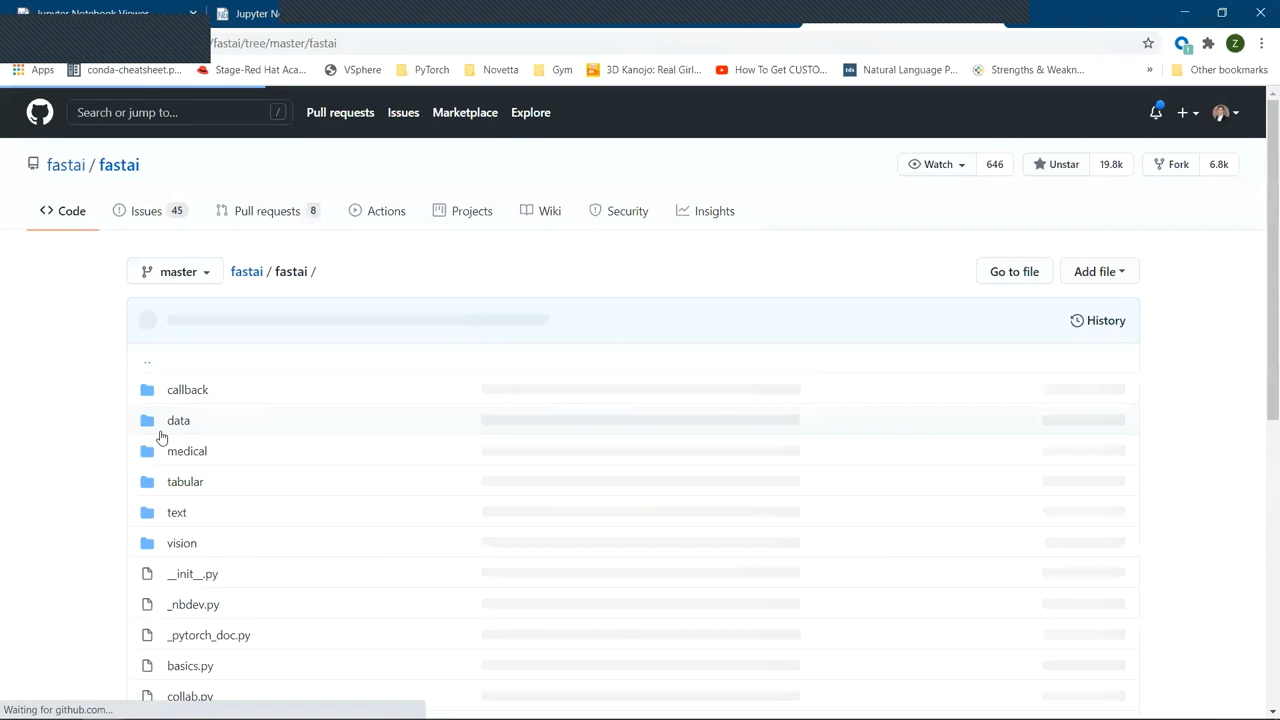 Jupyter Notebook Viewer
Jupyter N
/fastai/tree/master/fastai
Z
Apps conda-cheatsheet.p... Stage-Red Hat Aca... VSphere PyTorch Novetta Gym 3D Kanojo: Real Girl... How To Get CUSTO... Natural Language P... Strengths & Weakn... » Other bookmarks
Search or jump to... / Pull requests Issues Marketplace Explore
fastai / fastai
Watch 646 Unstar 19.8k Fork 6.8k
Code Issues 45 Pull requests 8 Actions Projects Wiki Security Insights
master fastai / fastai / Go to file Add file
History
..
callback
data
medical
tabular
text
vision
__init__.py
_nbdev.py
_pytorch_doc.py
basics.py
collab.py
Waiting for github.com...